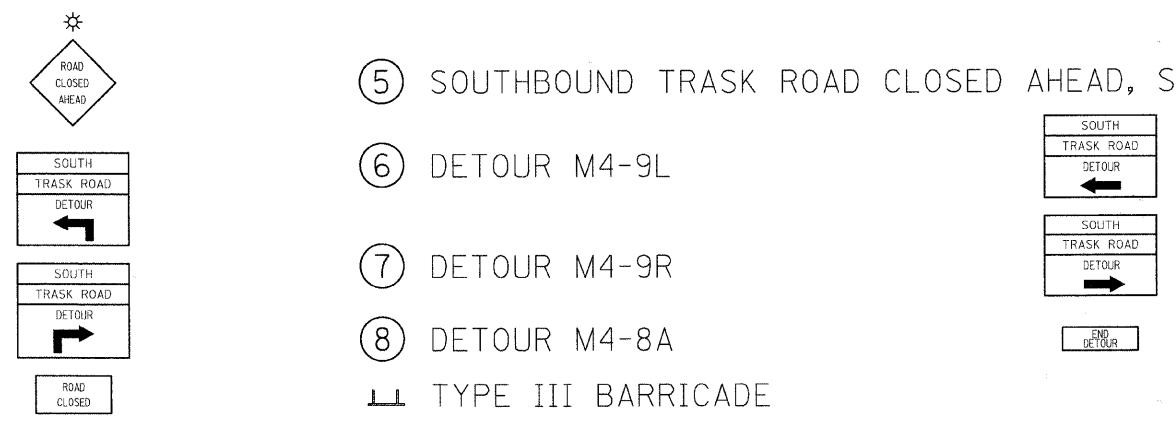 ROAD
CLOSED
AHEAD
SOUTH
TRASK ROAD
DETOUR
SOUTH
TRASK ROAD
DETOUR
ROAD
CLOSED
5 SOUTHBOUND TRASK ROAD CLOSED AHEAD, S
6 DETOUR M4-9L
7 DETOUR M4-9R
8 DETOUR M4-8A
TYPE III BARRICADE
SOUTH
TRASK ROAD
DETOUR
SOUTH
TRASK ROAD
DETOUR
END
DETOUR